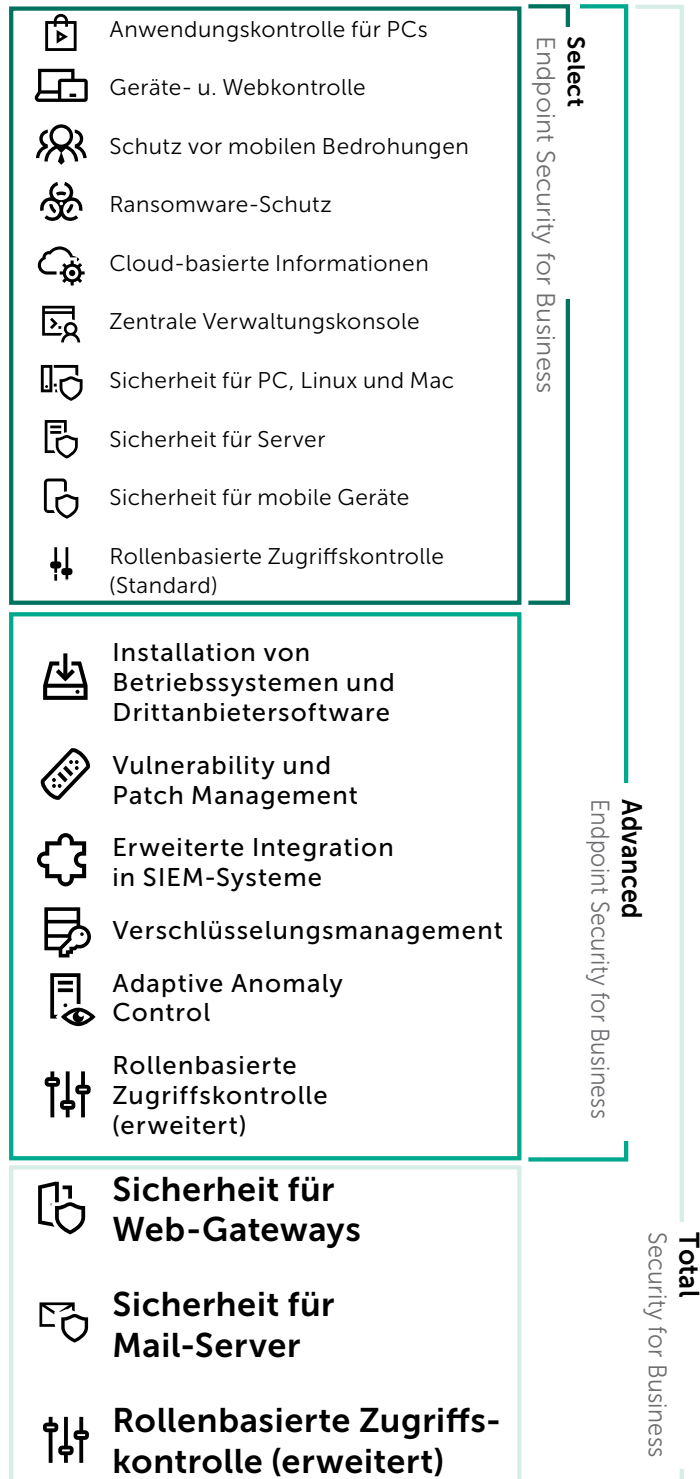 Anwendungskontrolle für PCs
Geräte- u. Webkontrolle
Schutz vor mobilen Bedrohungen
Ransomware-Schutz
Cloud-basierte Informationen
Zentrale Verwaltungskonsole
Sicherheit für PC, Linux und Mac
Sicherheit für Server
Sicherheit für mobile Geräte
Rollenbasierte Zugriffskontrolle
(Standard)
Select
Endpoint Security for Business
Installation von
Betriebssystemen und
Drittanbietersoftware
Vulnerability und
Patch Management
Erweiterte Integration
in SIEM-Systeme
Verschlüsselungsmanagement
Adaptive Anomaly
Control
Rollenbasierte
Zugriffskontrolle
(erweitert)
Advanced
Endpoint Security for Business
Sicherheit für
Web-Gateways
Sicherheit für
Mail-Server
Rollenbasierte Zugriffs-
kontrolle (erweitert)
Total
Security for Business